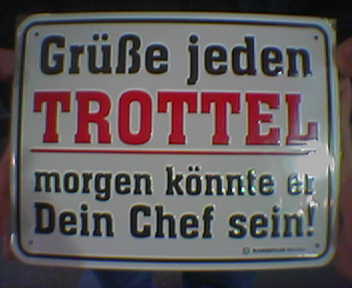 Grüße jeden
TROTTEL
morgen könnte er
Dein Chef sein!